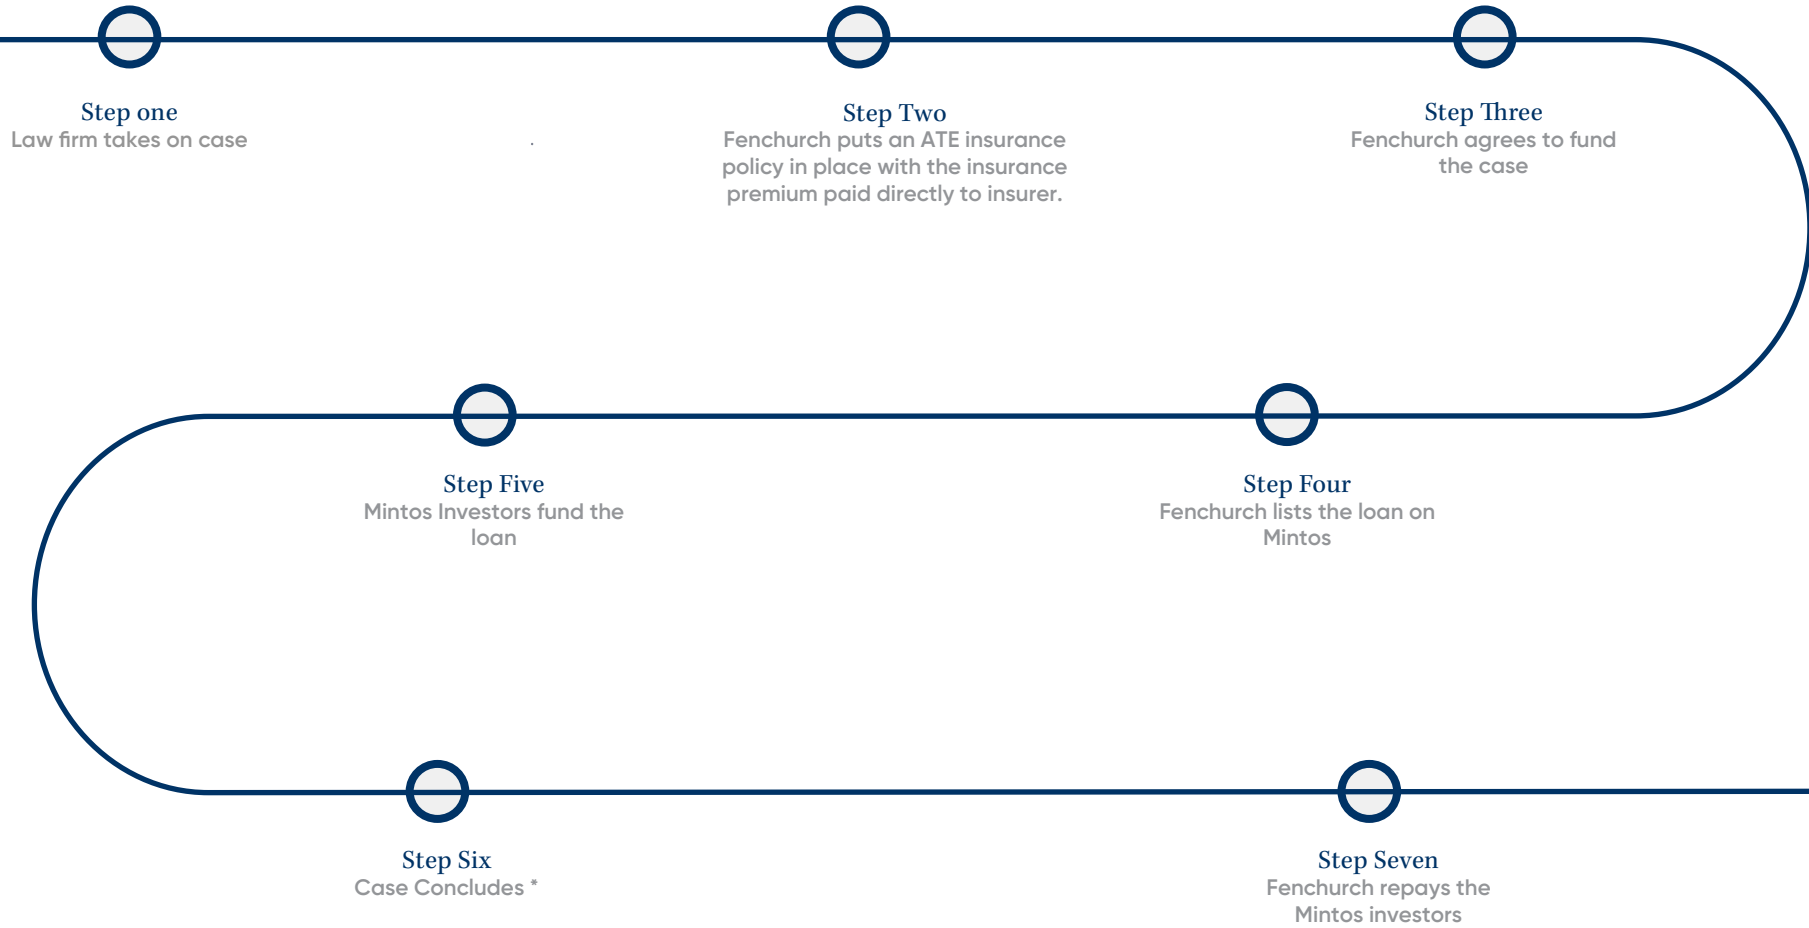 Step one
Law firm takes on case
.
Step Two
Fenchurch puts an ATE insurance
policy in place with the insurance
premium paid directly to insurer.
Step Three
Fenchurch agrees to fund
the case
Step Four
Fenchurch lists the loan on
Mintos
Step Five
Mintos Investors fund the
loan
Step Six
Case Concludes *
Step Seven
Fenchurch repays the
Mintos investors